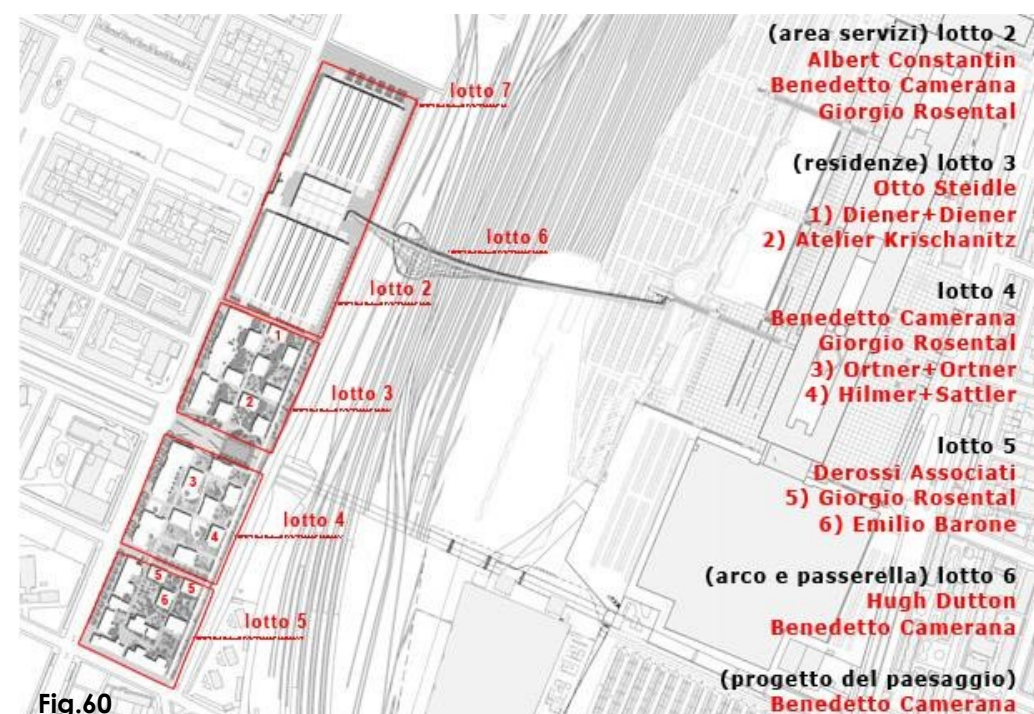 lotto 7
lotto 6
lotto 2
1
2
lotto 3
3
4
lotto 4
5
5
6
lotto 5
Fig.60
(area servizi) lotto 2
Albert Constantin
Benedetto Camerana
Giorgio Rosental
(residenze) lotto 3
Otto Steidle
1) Diener+Diener
2) Atelier Krischanitz
lotto 4
Benedetto Camerana
Giorgio Rosental
3) Ortner+Ortner
4) Hilmer+Sattler
lotto 5
Derossi Associati
5) Giorgio Rosental
6) Emilio Barone
(arco e passerella) lotto 6
Hugh Dutton
Benedetto Camerana
(progetto del paesaggio)
Benedetto Camerana